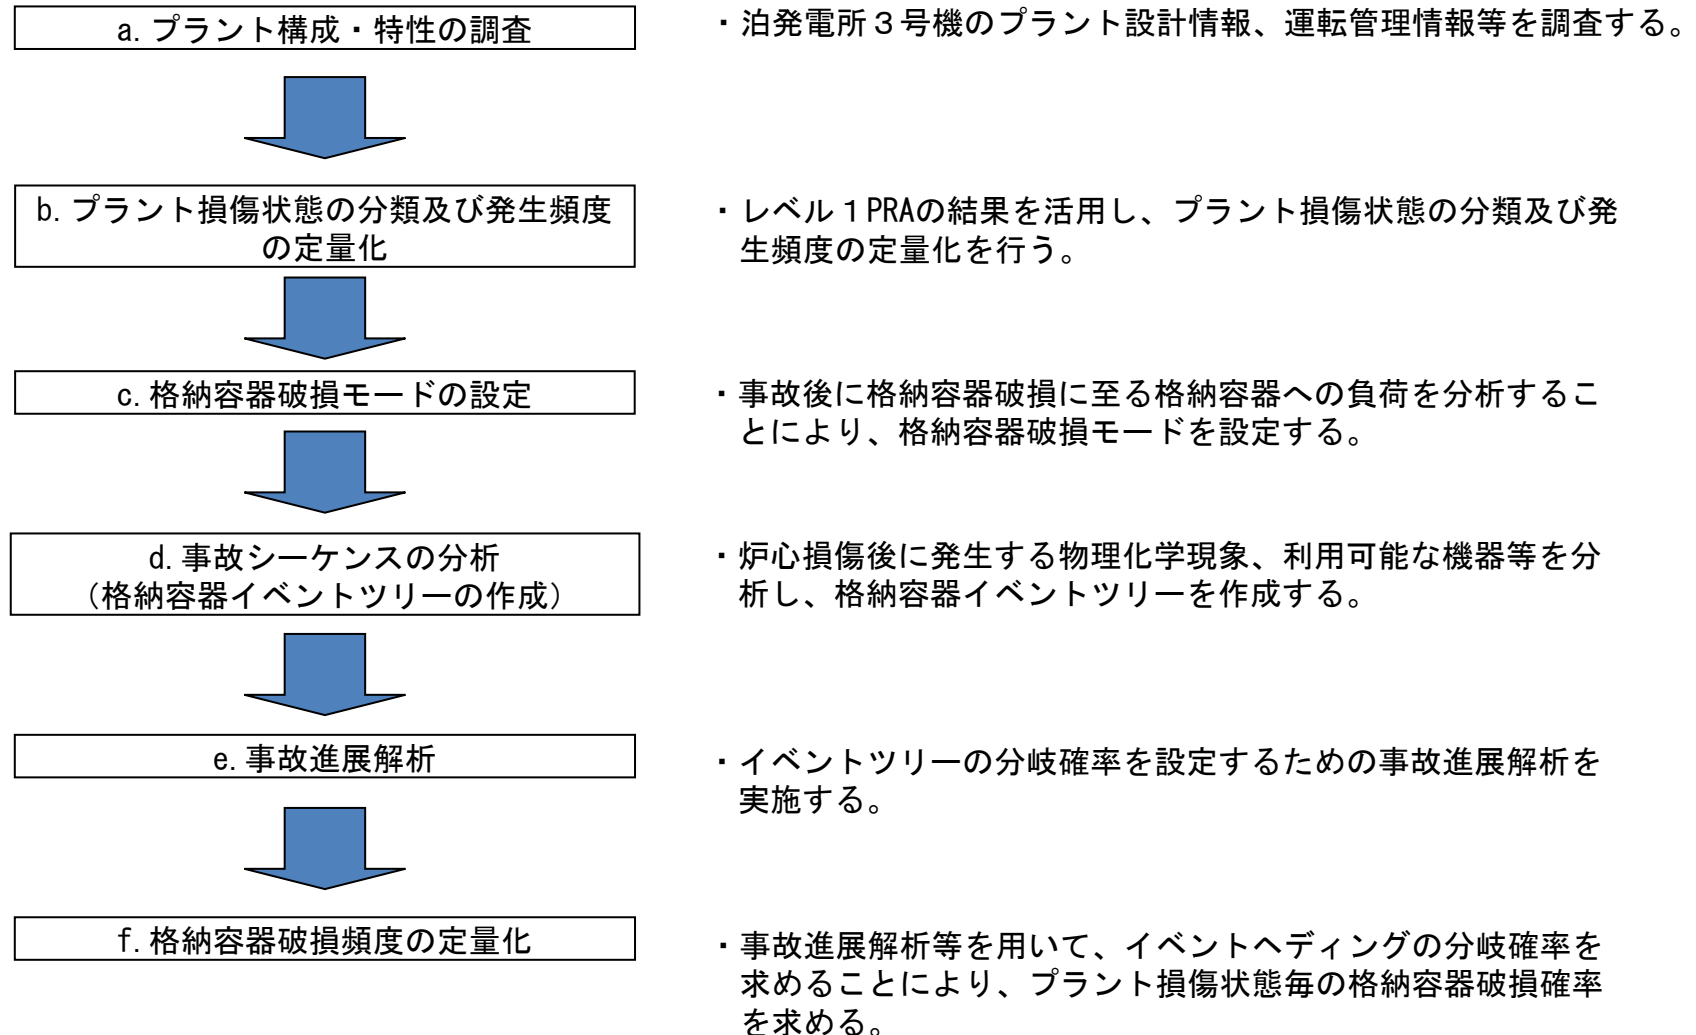 a.プラント構成・特性の調査
・泊発電所３号機のプラント設計情報、運転管理情報等を調査する。
b.プラント損傷状態の分類及び発生頻度
の定量化
・レベル１PRAの結果を活用し、プラント損傷状態の分類及び発
生頻度の定量化を行う。
c.格納容器破損モードの設定
・事故後に格納容器破損に至る格納容器への負荷を分析するこ
とにより、格納容器破損モードを設定する。
d.事故シーケンスの分析
（格納容器イベントツリーの作成）
・炉心損傷後に発生する物理化学現象、利用可能な機器等を分
析し、格納容器イベントツリーを作成する。
e.事故進展解析
・イベントツリーの分岐確率を設定するための事故進展解析を
実施する。
f.格納容器破損頻度の定量化
・事故進展解析等を用いて、イベントヘディングの分岐確率を
求めることにより、プラント損傷状態毎の格納容器破損確率
を求める。